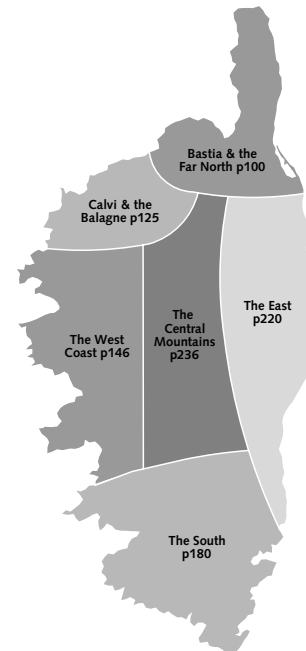 Bastia & the
Far North p100
Calvi & the
Balagne p125
The East
p220
The
Central
Mountains
p236
The West
Coast p146
The South
p180